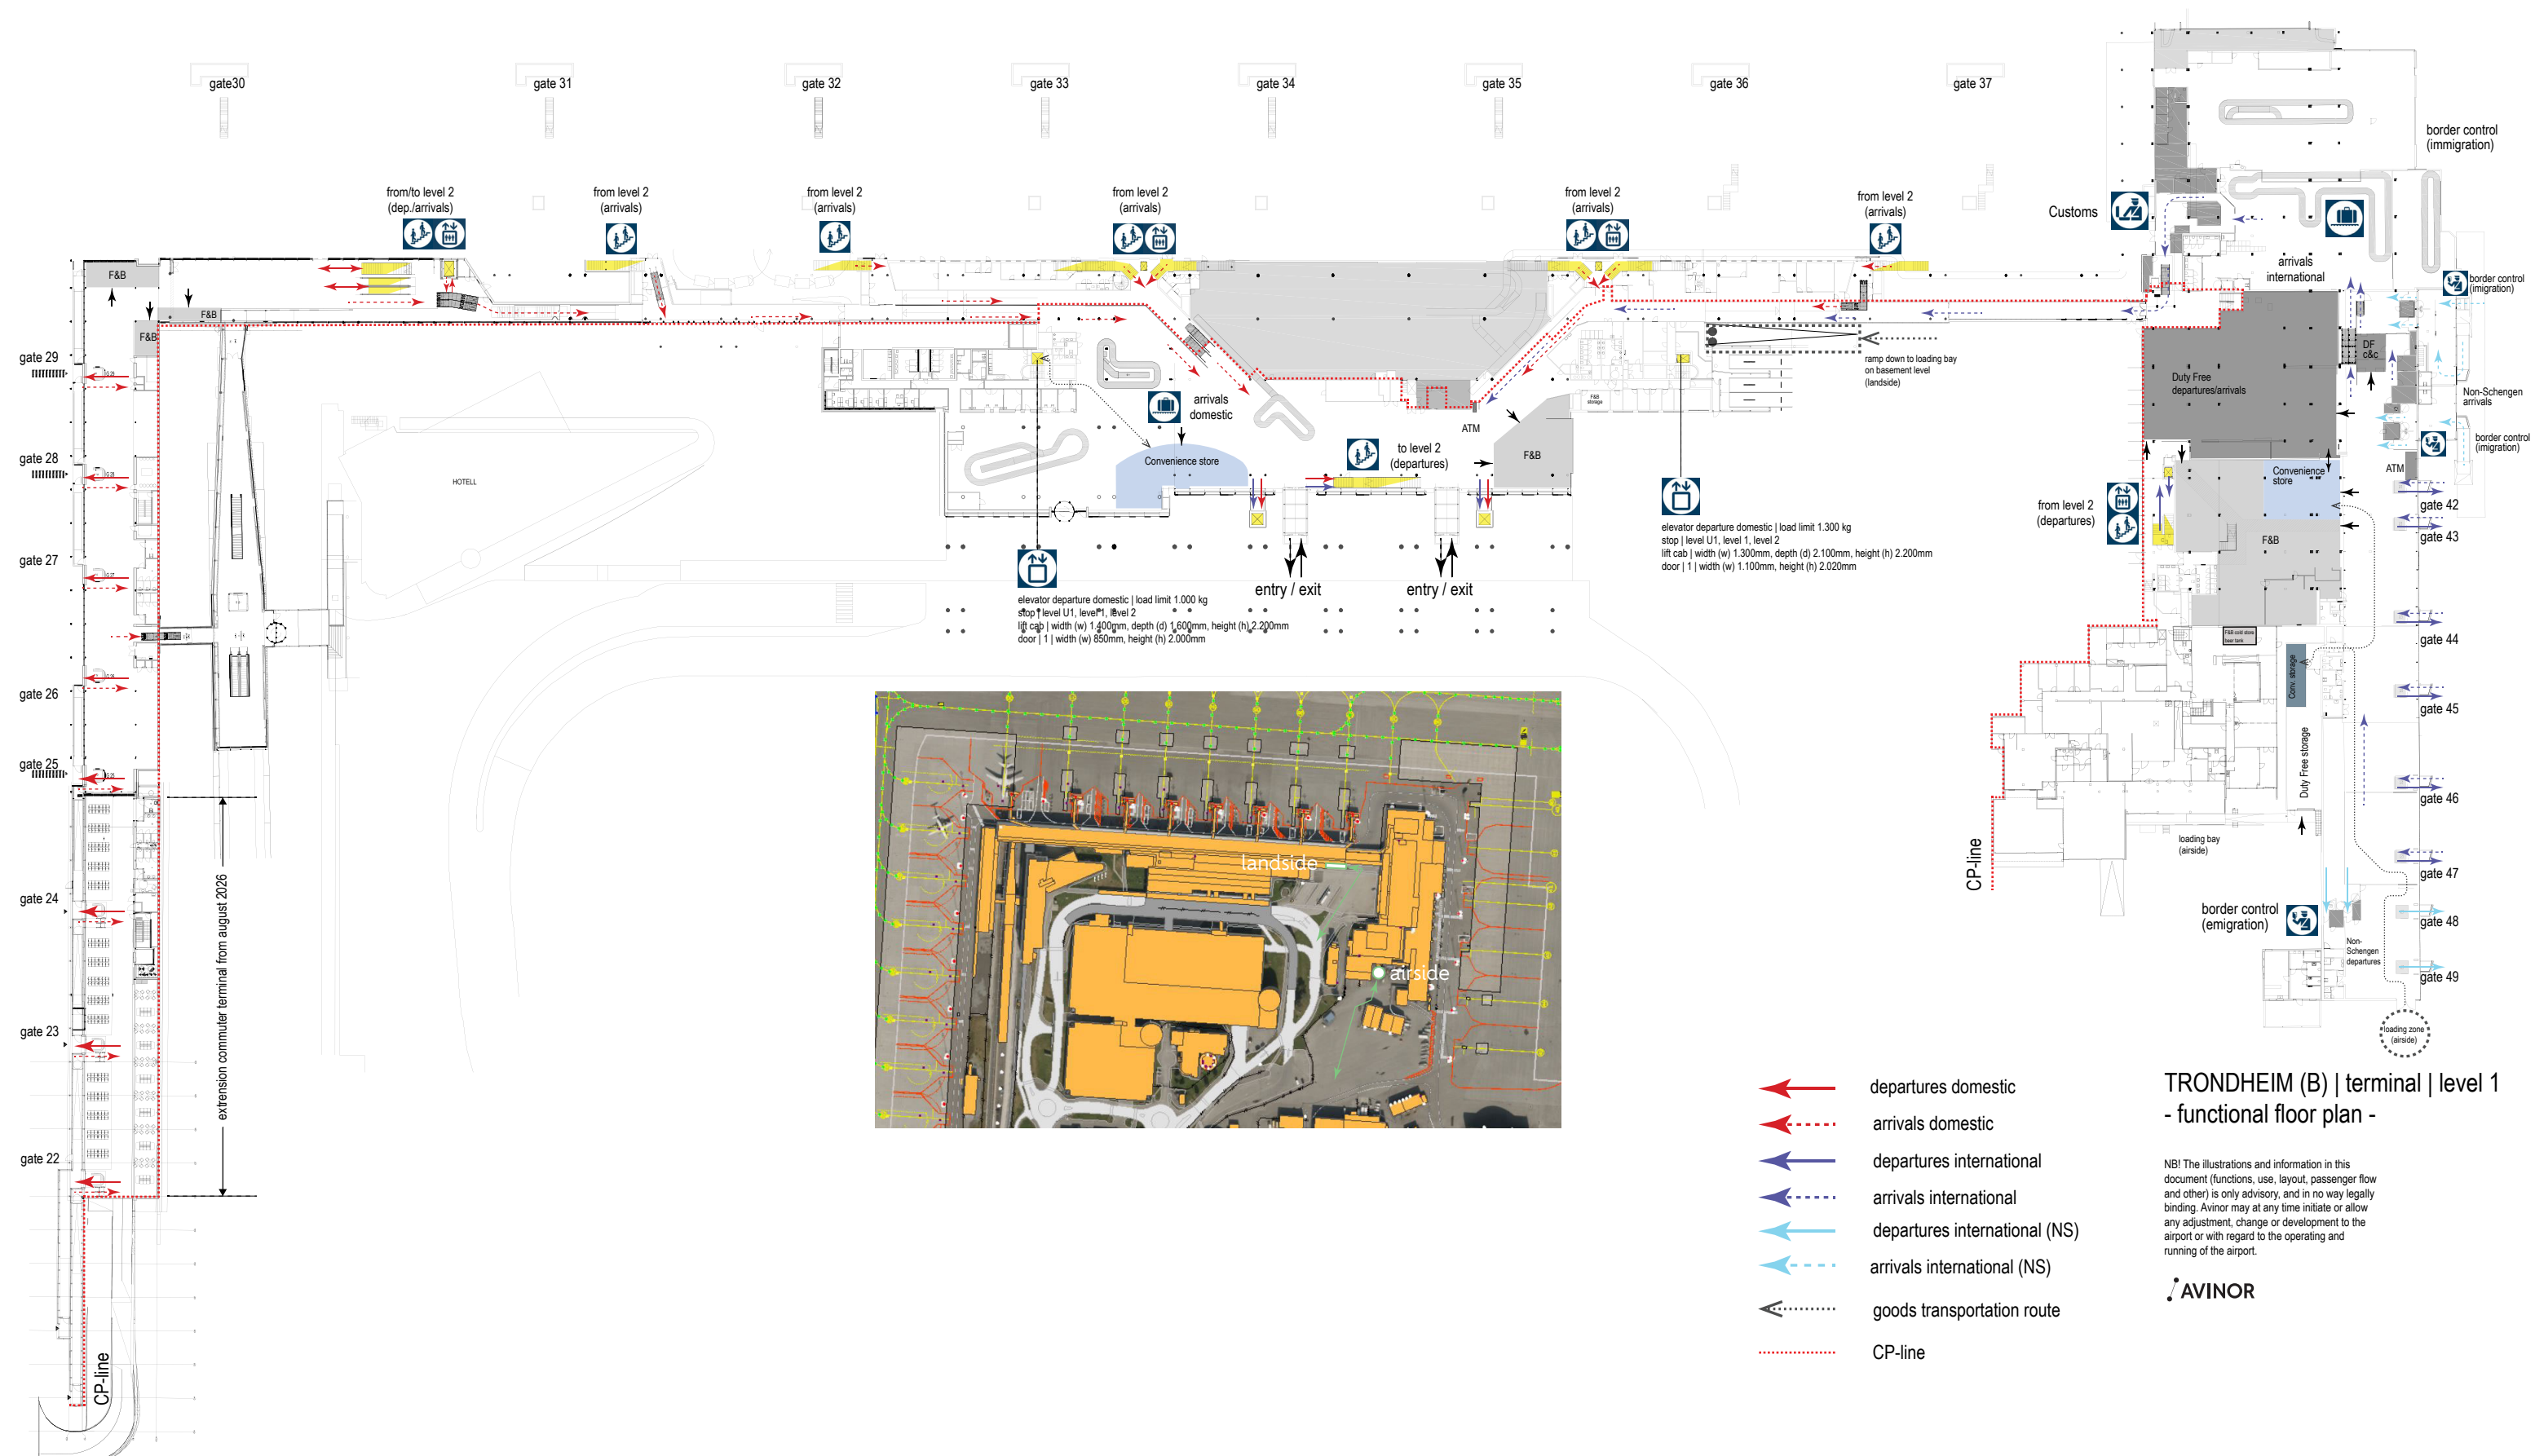 gate30
gate 31
gate 32
gate 33
gate 34
gate 35
gate 36
gate 37
border control
(immigration)
from/to level 2
(dep./arrivals)
from level 2
(arrivals)
from level 2
(arrivals)
from level 2
(arrivals)
from level 2
(arrivals)
from level 2
(arrivals)
Customs
arrivals
international
border control
(imigration)
F&B
F&B
F&B
gate 29
gate 28
gate 27
gate 26
gate 25
gate 24
gate 23
gate 22
HOTELL
extrension commuter terminal from august 2026
CP-line
arrivals
domestic
Convenience store
to level 2
(departures)
ATM
F&B
F&B
storage
ramp down to loading bay
on basement level
(landside)
entry / exit
entry / exit
elevator departure domestic | load limit 1.000 kg
stop | level U1, level 1, level 2
lift cab | width (w) 1.400mm, depth (d) 1.600mm, height (h) 2.200mm
door | 1 | width (w) 850mm, height (h) 2.000mm
elevator departure domestic | load limit 1.300 kg
stop | level U1, level 1, level 2
lift cab | width (w) 1.300mm, depth (d) 2.100mm, height (h) 2.200mm
door | 1 | width (w) 1.100mm, height (h) 2.020mm
Duty Free
departures/arrivals
DF
c&c
Non-Schengen
arrivals
border control
(imigration)
ATM
Convenience
store
from level 2
(departures)
F&B
gate 42
gate 43
gate 44
gate 45
gate 46
gate 47
gate 48
gate 49
F&B cold store
beer tank
Conv. storage
Duty Free storage
loading bay
(airside)
CP-line
border control
(emigration)
Non-
Schengen
departures
loading zone
(airside)
landside
airside
departures domestic
arrivals domestic
departures international
arrivals international
departures international (NS)
arrivals international (NS)
goods transportation route
CP-line
TRONDHEIM (B) | terminal | level 1
- functional floor plan -
NB! The illustrations and information in this
document (functions, use, layout, passenger flow
and other) is only advisory, and in no way legally
binding. Avinor may at any time initiate or allow
any adjustment, change or development to the
airport or with regard to the operating and
running of the airport.
AVINOR